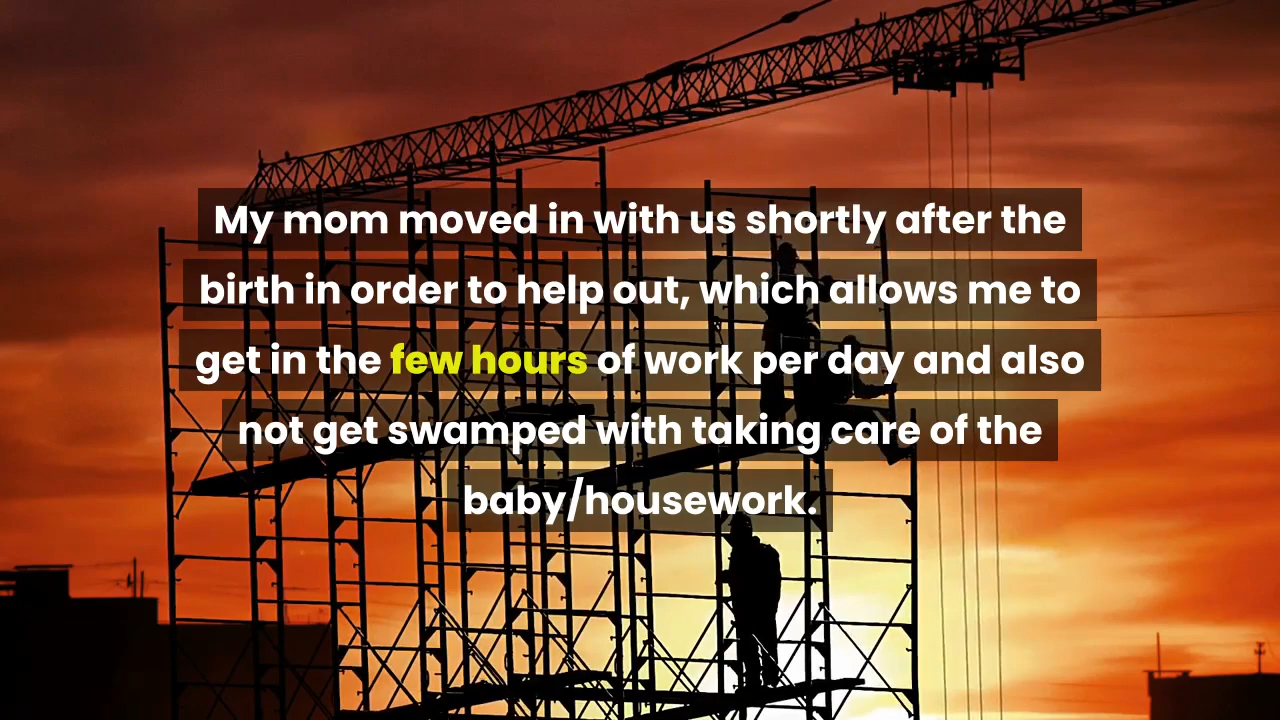 My mom moved in with us shortly after the
birth in order to help out, which allows me to
get in the few hours of work per day and also
not get swamped with taking care of the
baby/housework.